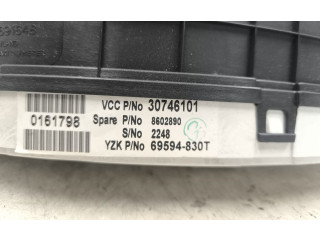 VCC P/No 30746101
0161798
Spare P/No 8602890
S/No 2248
YZK P/No 69594-830T